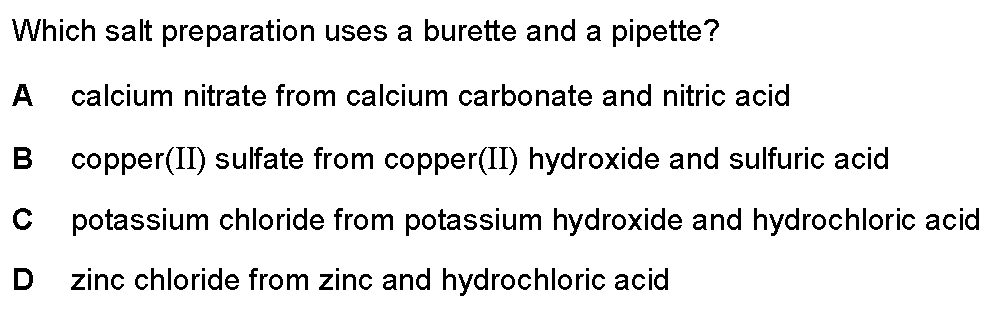 Which salt preparation uses a burette and a pipette?
A calcium nitrate from calcium carbonate and nitric acid
B copper(II) sulfate from copper(II) hydroxide and sulfuric acid
C potassium chloride from potassium hydroxide and hydrochloric acid
D zinc chloride from zinc and hydrochloric acid